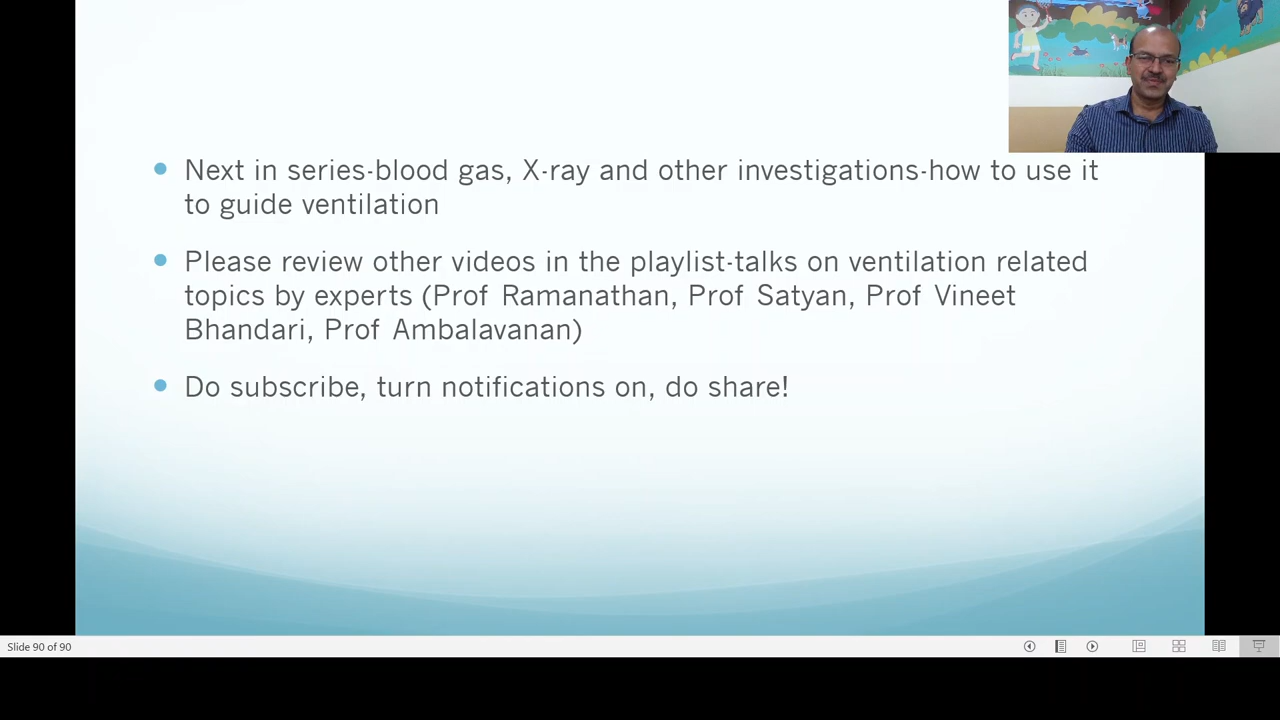 Next in series-blood gas, X-ray and other investigations-how to use it
to guide ventilation
Please review other videos in the playlist-talks on ventilation related
topics by experts (Prof Ramanathan, Prof Satyan, Prof Vineet
Bhandari, Prof Ambalavanan)
Do subscribe, turn notifications on, do share!
Slide 90 of 90